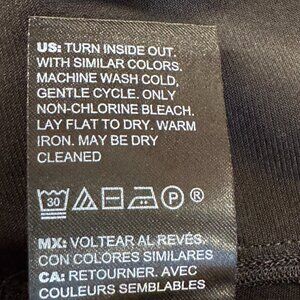 US: TURN INSIDE OUT.
WITH SIMILAR COLORS.
MACHINE WASH COLD,
GENTLE CYCLE. ONLY
NON-CHLORINE BLEACH.
LAY FLAT TO DRY. WARM
IRON. MAY BE DRY
CLEANED
30 P ®
MX: VOLTEAR AL REVÉS.
CON COLORES SIMILARES
CA: RETOURNER. AVEC
COULEURS SEMBLABLES